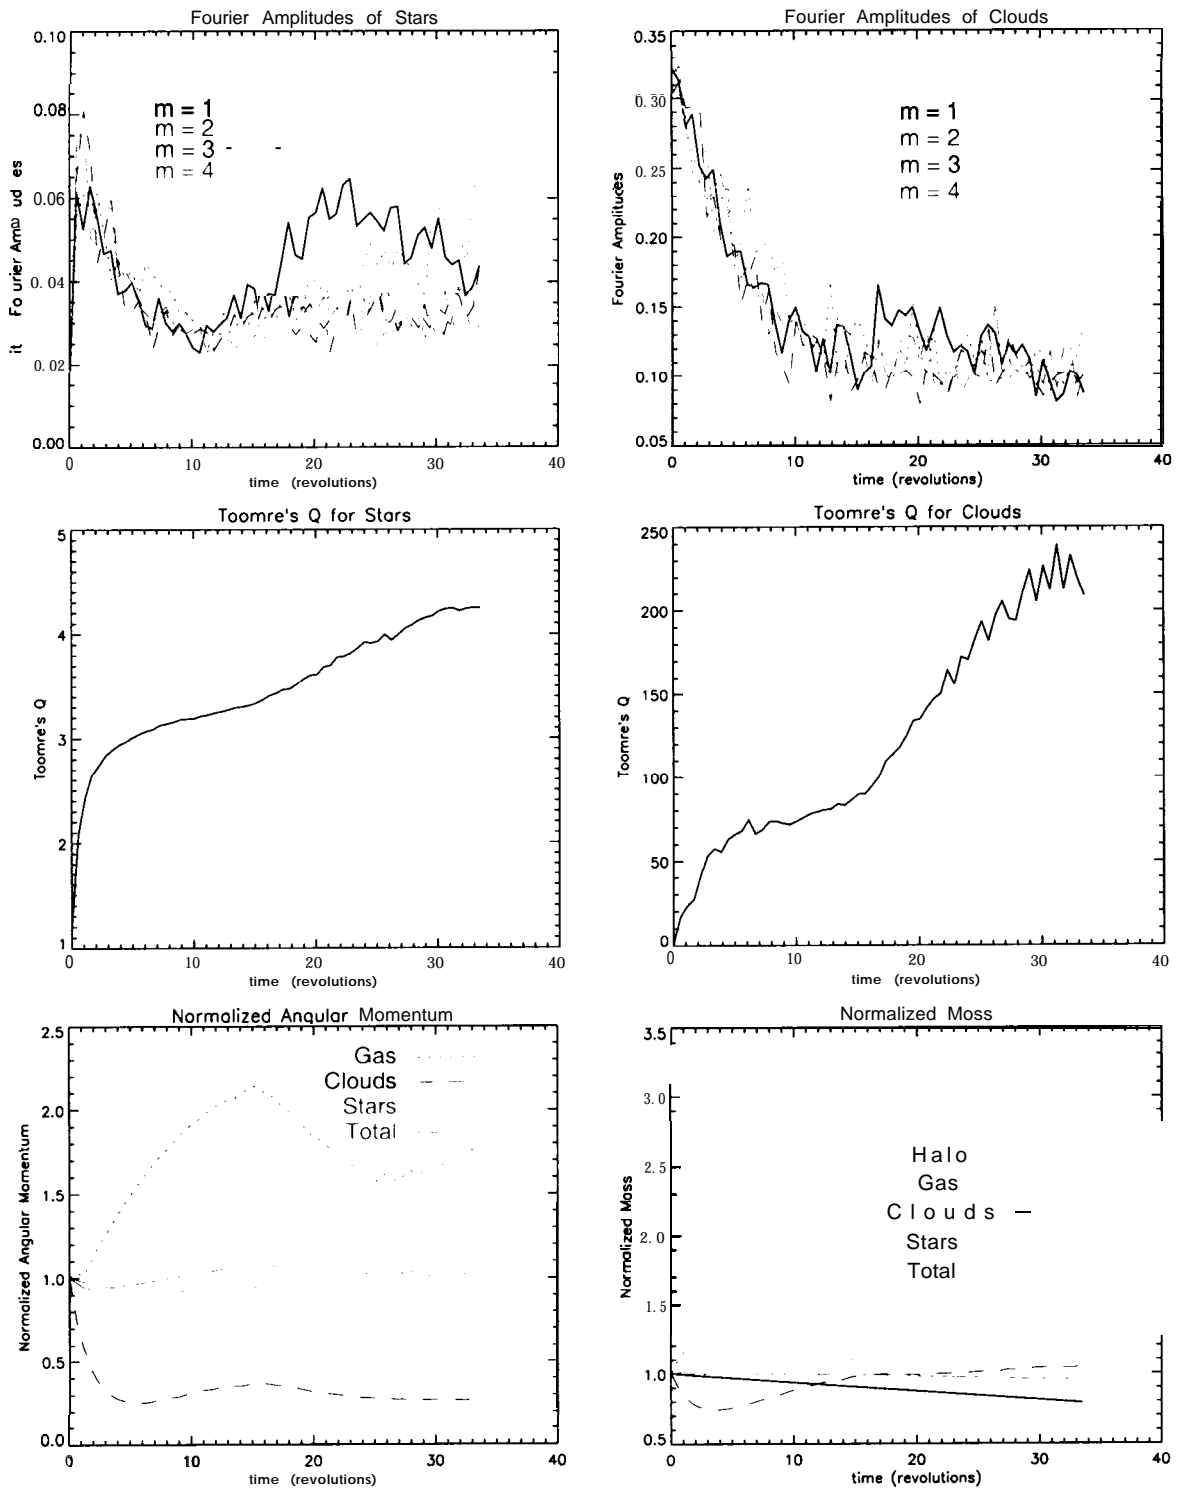 Fourier Amplitudes of Stars
0.10
0.08
0.06
0.04
0.02
0.00
it Fo urier Am ud es
m = 1
m = 2
m = 3 - -
m = 4
0 10 20 30 40
time (revolutions)
Fourier Amplitudes of Clouds
0.35
0.30
0.25
0.20
0.15
0.10
0.05
Fourier Amplitudes
m = 1
m = 2
m = 3
m = 4
0 10 20 30 40
time (revolutions)
Toomre's Q for Stars
5
4
3
2
1
Toomre's Q
0 10 20 30 40
time (revolutions)
Toomre's Q for Clouds
250
200
150
100
50
0
Toomre's Q
0 10 20 30 40
time (revolutions)
Normalized Angular Momentum
2.5
2.0
1.5
1.0
0.5
0.0
Normalized Angular Momentum
Gas
Clouds
Stars
Total
0 10 20 30 40
time (revolutions)
Normalized Moss
3.5
3.0
2.5
2.0
1.5
1.0
0.5
Normalized Mass
Halo
Gas
Clouds
Stars
Total
0 10 20 30 40
time (revolutions)